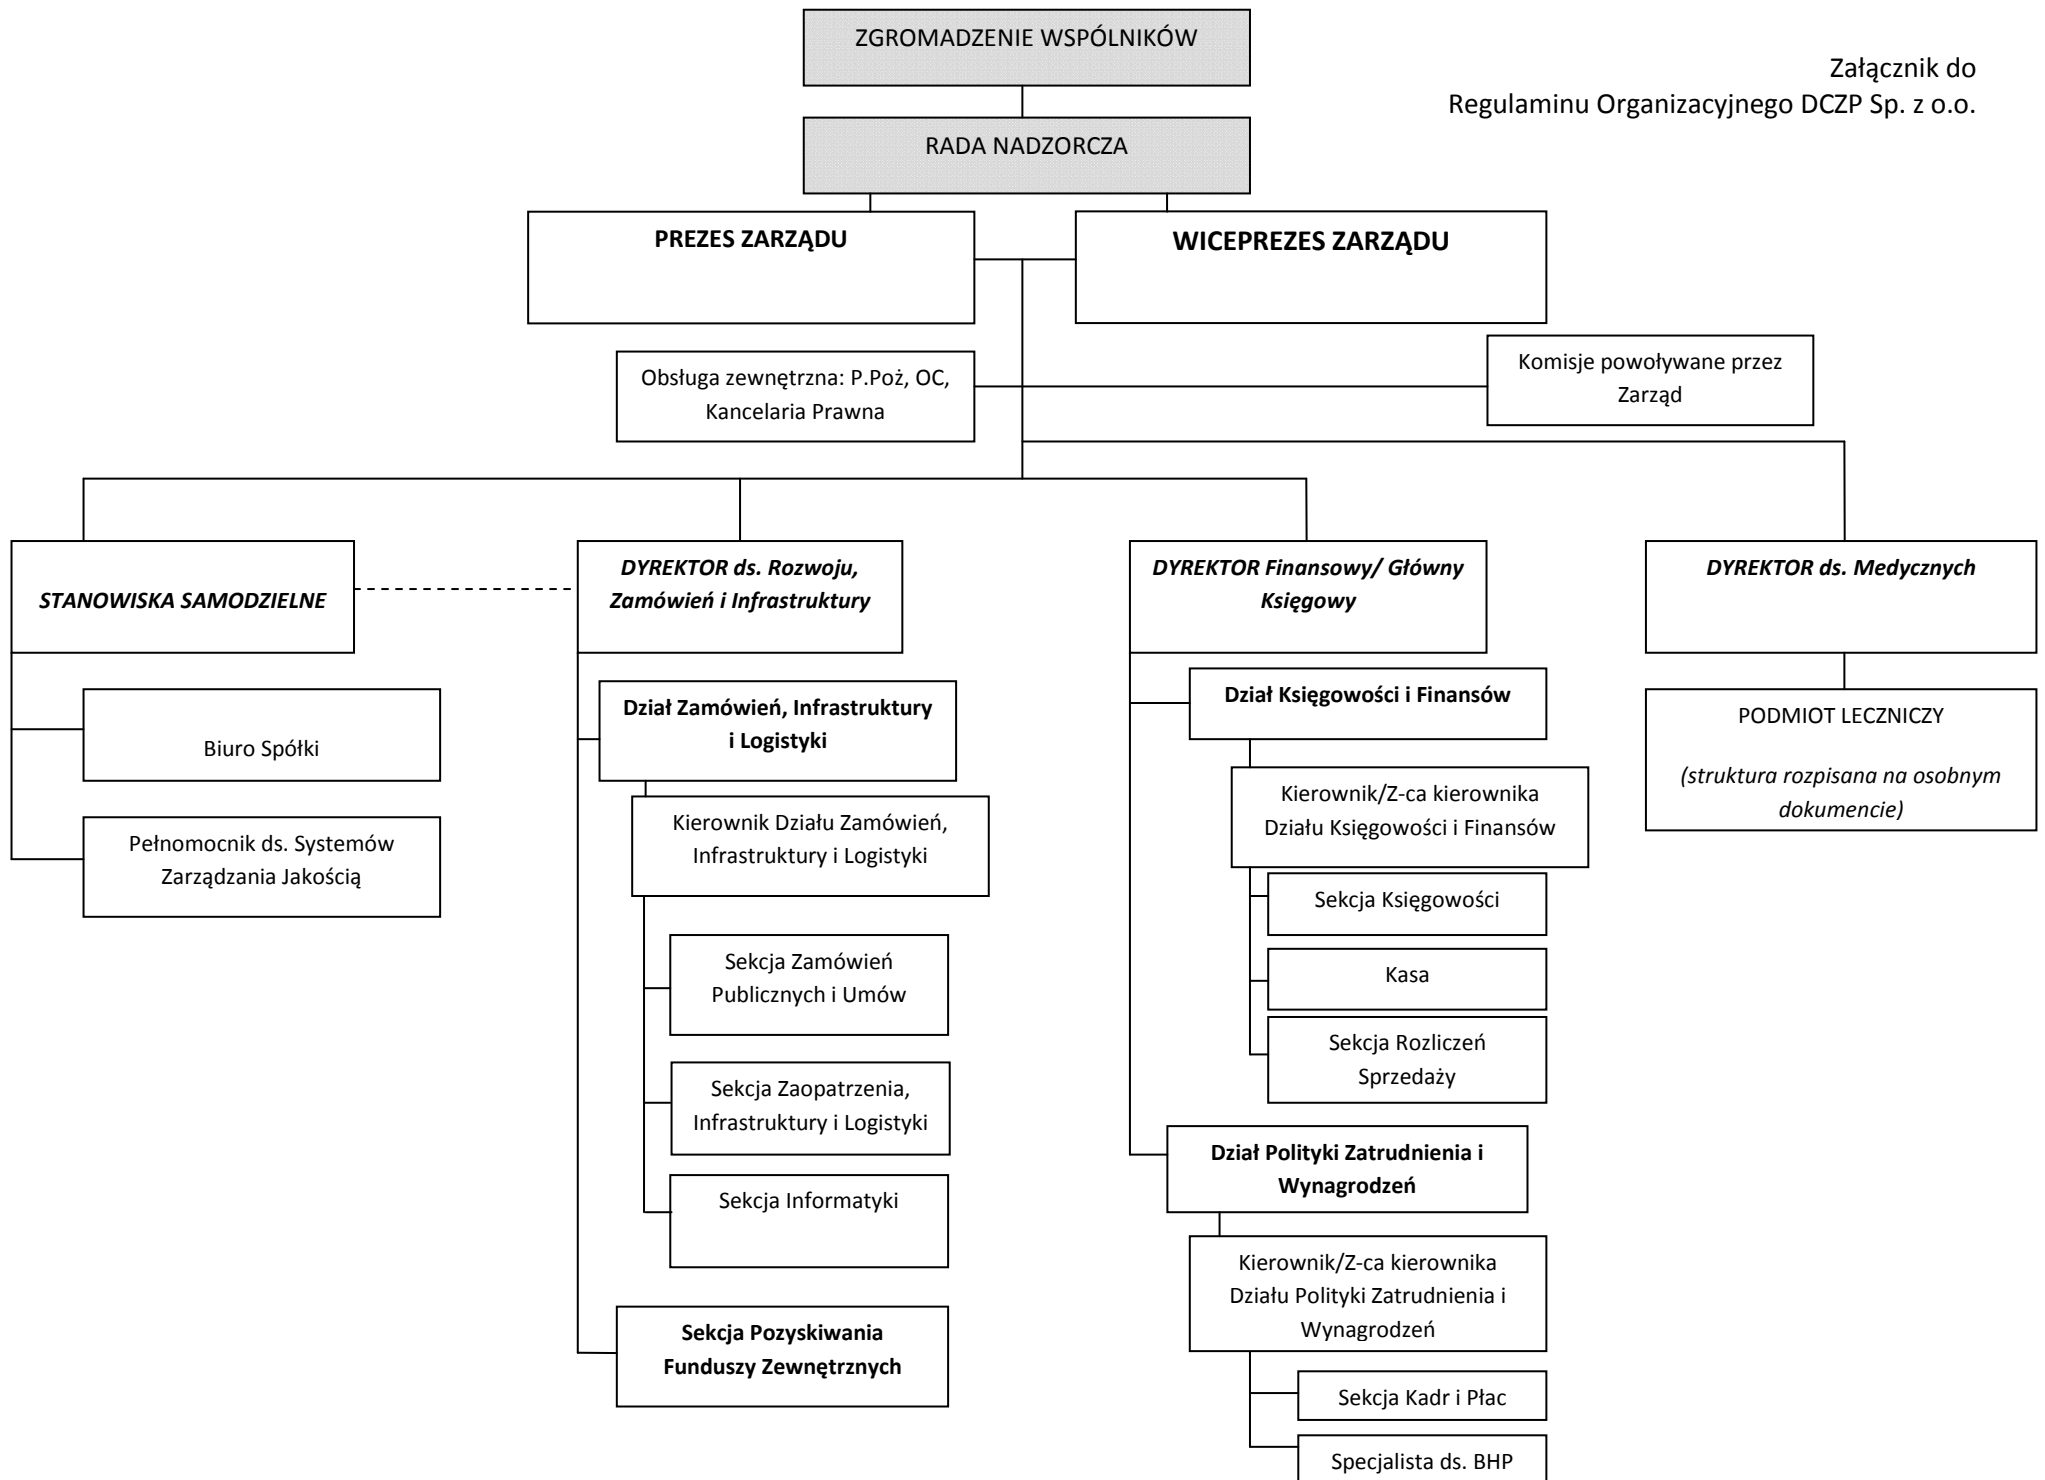 ZGROMADZENIE WSPÓLNIKÓW
Załącznik do
Regulaminu Organizacyjnego DCZP Sp. z o.o.
RADA NADZORCZA
PREZES ZARZĄDU
WICEPREZES ZARZĄDU
Obsługa zewnętrzna: P.Poż, OC,
Kancelaria Prawna
Komisje powoływane przez
Zarząd
STANOWISKA SAMODZIELNE
Biuro Spółki
Pełnomocnik ds. Systemów
Zarządzania Jakością
DYREKTOR ds. Rozwoju,
Zamówień i Infrastruktury
Dział Zamówień, Infrastruktury
i Logistyki
Kierownik Działu Zamówień,
Infrastruktury i Logistyki
Sekcja Zamówień
Publicznych i Umów
Sekcja Zaopatrzenia,
Infrastruktury i Logistyki
Sekcja Informatyki
Sekcja Pozyskiwania
Funduszy Zewnętrznych
DYREKTOR Finansowy/ Główny
Księgowy
Dział Księgowości i Finansów
Kierownik/Z-ca kierownika
Działu Księgowości i Finansów
Sekcja Księgowości
Kasa
Sekcja Rozliczeń
Sprzedaży
Dział Polityki Zatrudnienia i
Wynagrodzeń
Kierownik/Z-ca kierownika
Działu Polityki Zatrudnienia i
Wynagrodzeń
Sekcja Kadr i Płac
Specjalista ds. BHP
DYREKTOR ds. Medycznych
PODMIOT LECZNICZY
(struktura rozpisana na osobnym
dokumencie)